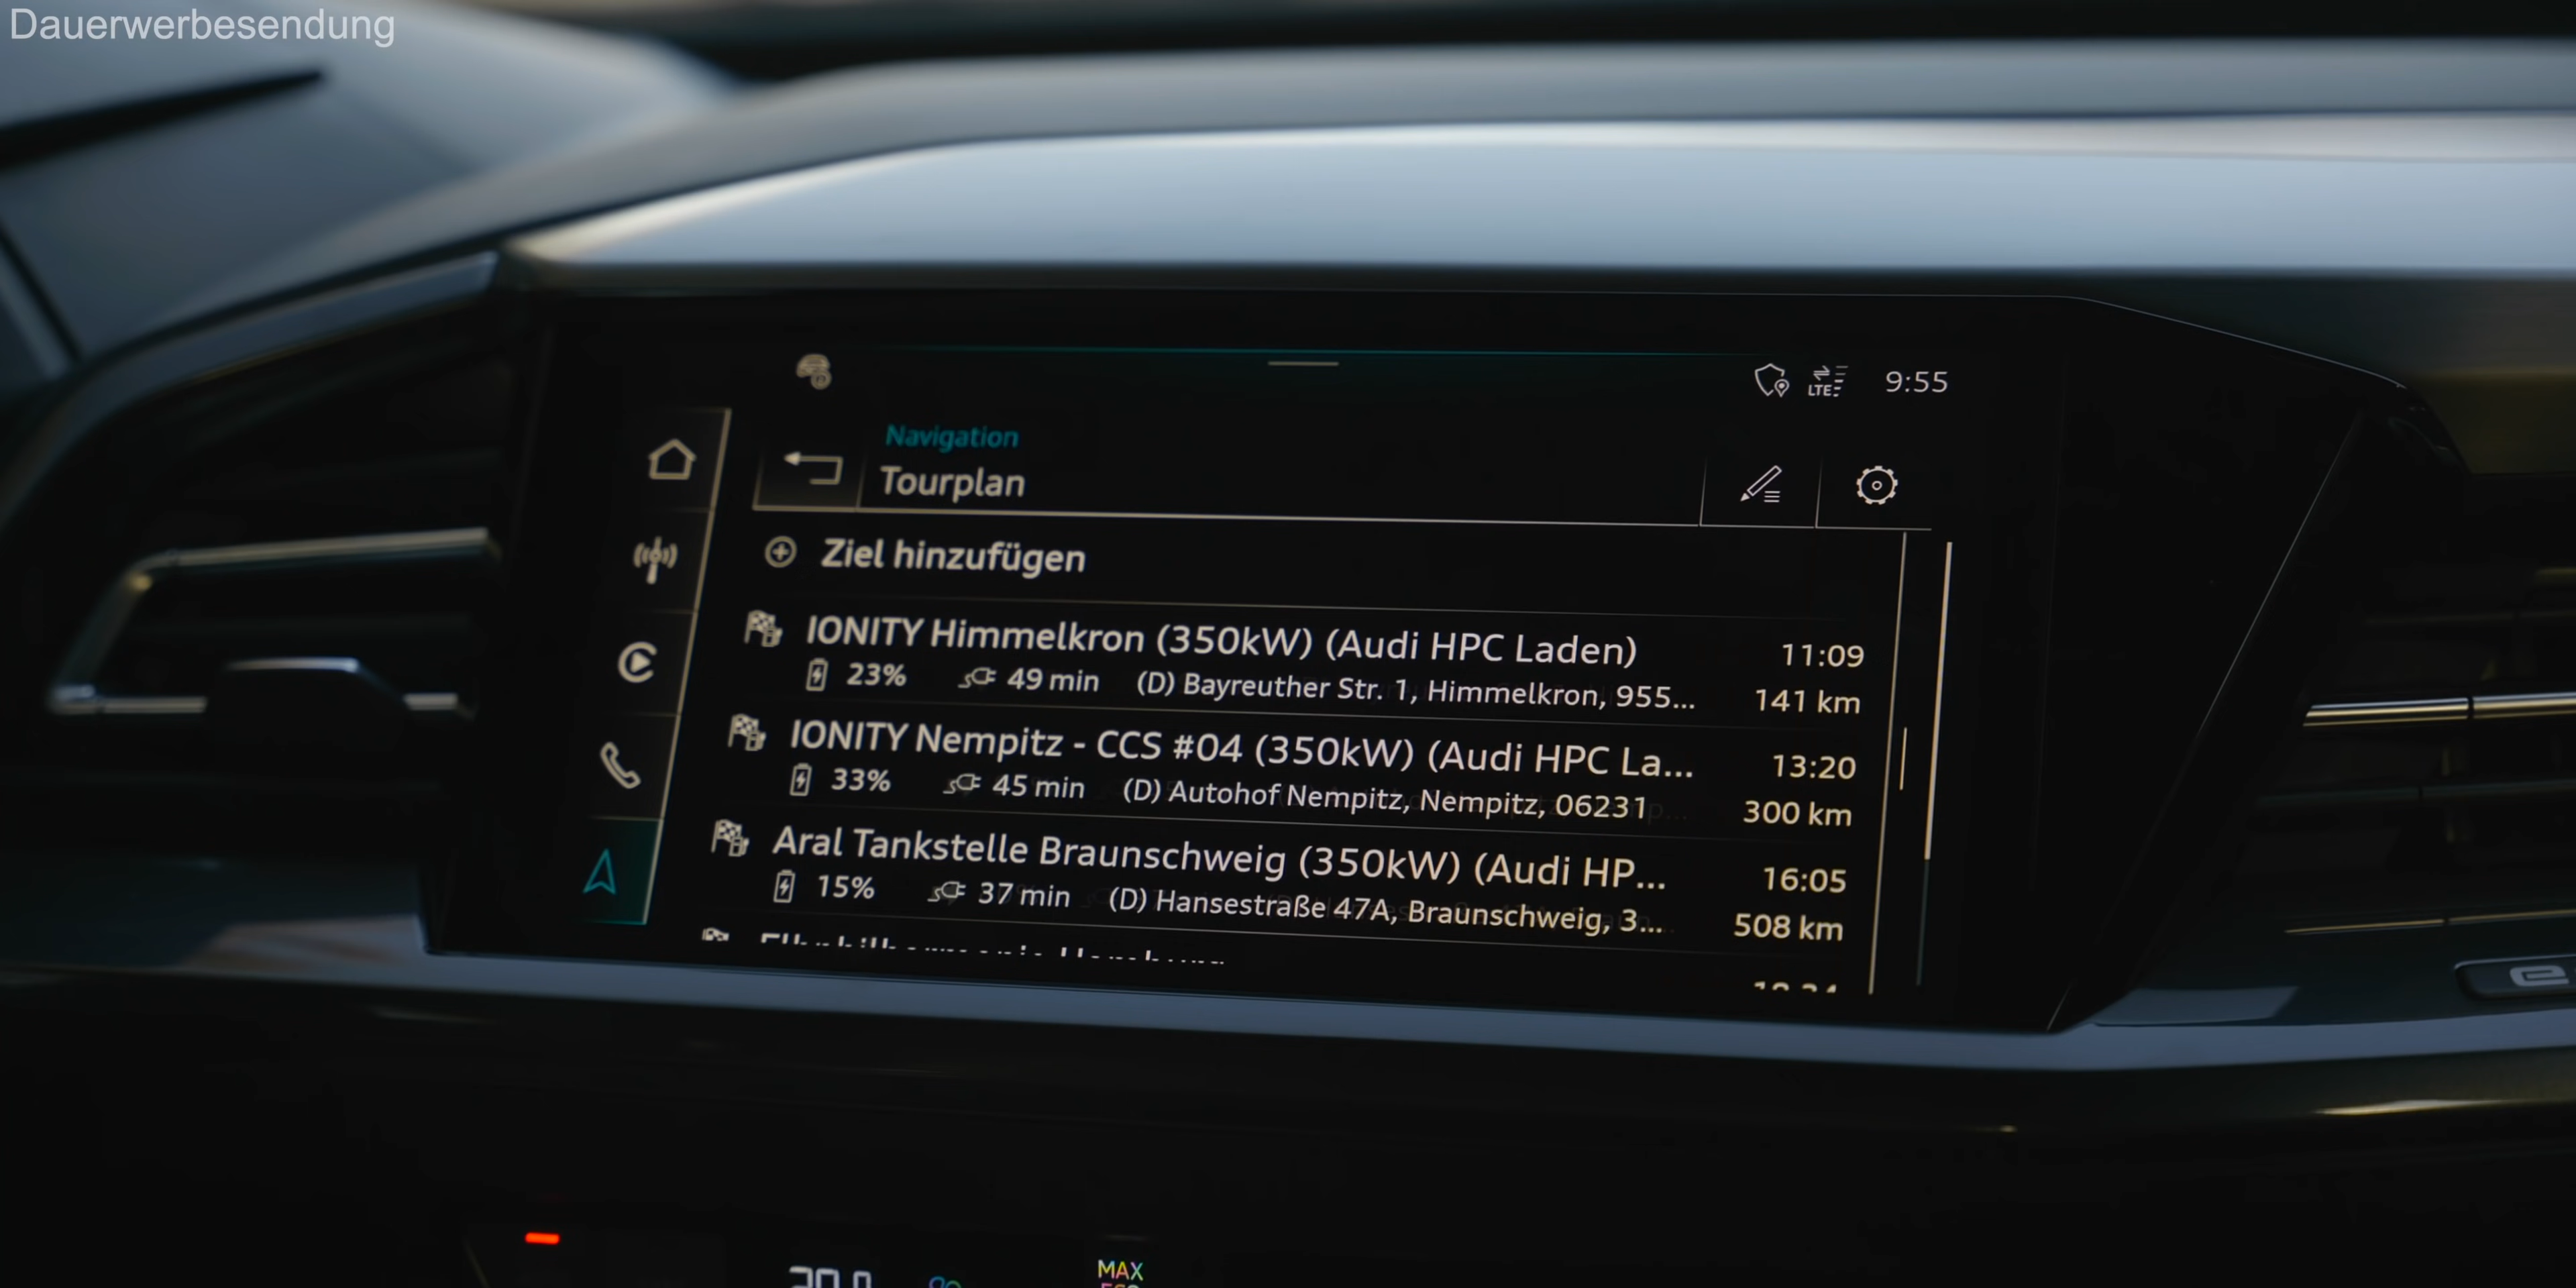 Dauerwerbesendung
LTE 9:55
Navigation
Tourplan
Ziel hinzufügen
IONITY Himmelkron (350kW) (Audi HPC Laden) 11:09
23% 49 min (D) Bayreuther Str. 1, Himmelkron, 955... 141 km
IONITY Nempitz - CCS #04 (350kW) (Audi HPC La... 13:20
33% 45 min (D) Autohof Nempitz, Nempitz, 06231 300 km
Aral Tankstelle Braunschweig (350kW) (Audi HP... 16:05
15% 37 min (D) Hansestraße 47A, Braunschweig, 3... 508 km
MAX